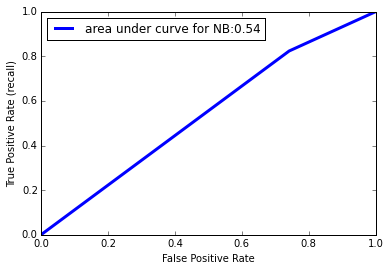 area under curve for NB:0.54
True Positive Rate (recall)
1.0
0.8
0.6
0.4
0.2
0.0
0.0 0.2 0.4 0.6 0.8 1.0
False Positive Rate